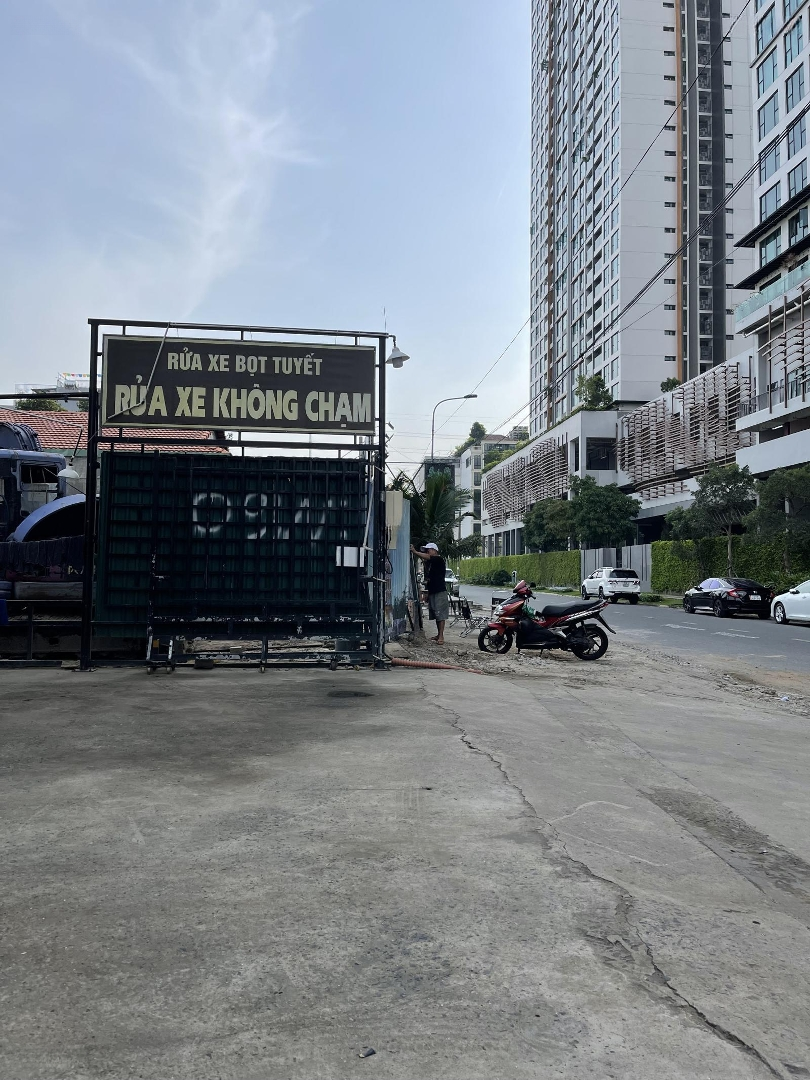 RỬA XE BỌT TUYẾT
RỬA XE KHÔNG CHẠM